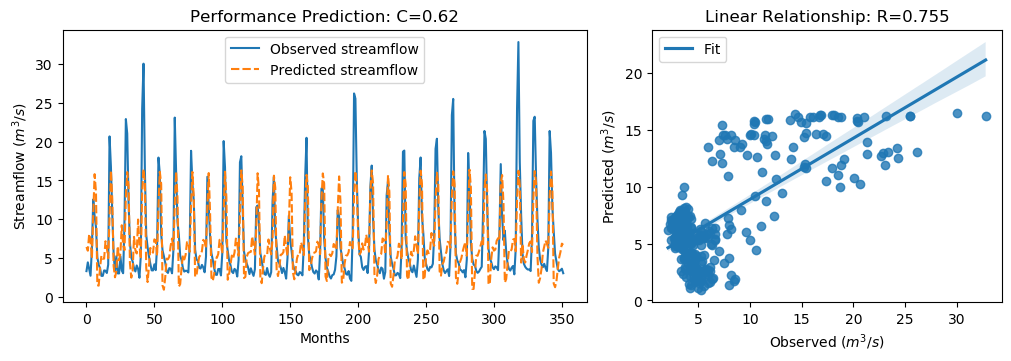 Performance Prediction: C=0.62
Observed streamflow
Predicted streamflow
Streamflow (m³/s)
30
25
20
15
10
5
0
0
50
100
150
200
250
300
350
Months
Linear Relationship: R=0.755
Fit
Predicted (m³/s)
20
15
10
5
0
5
10
15
20
25
30
Observed (m³/s)